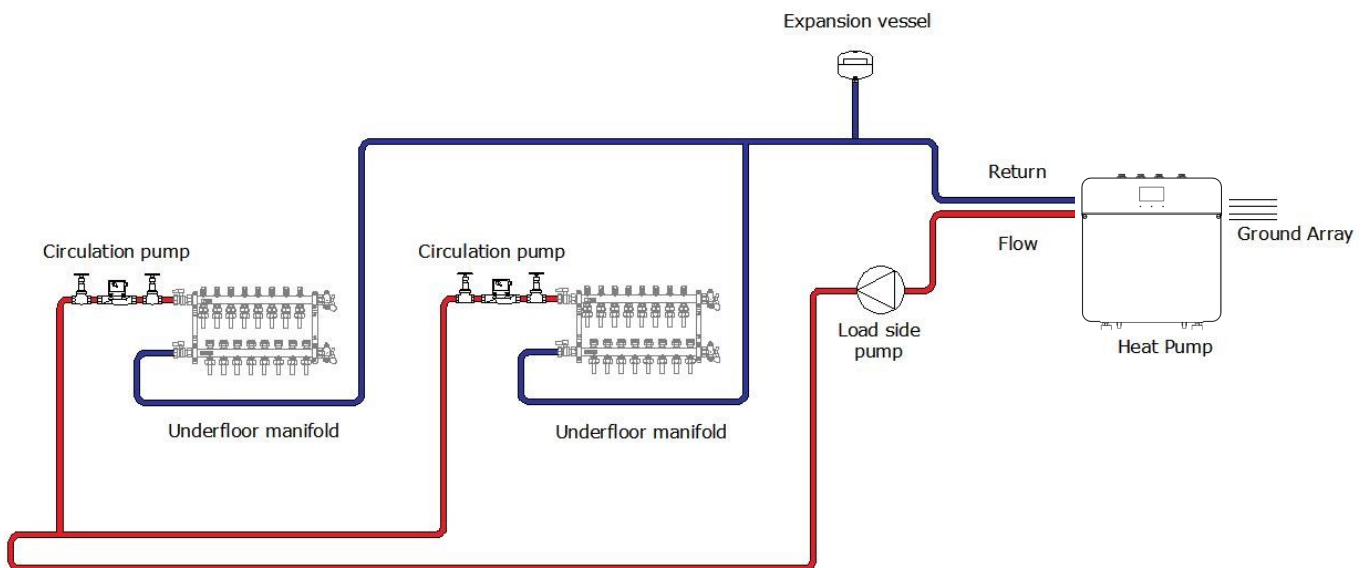 Expansion vessel
Return
Flow
Ground Array
Circulation pump
Circulation pump
Load side
pump
Heat Pump
Underfloor manifold
Underfloor manifold